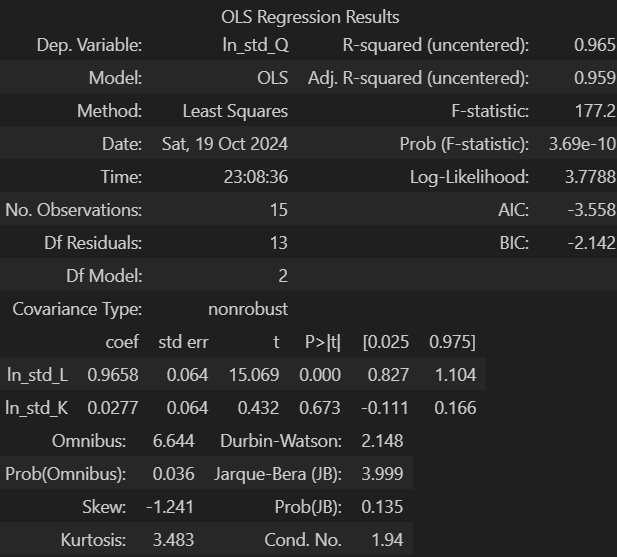 OLS Regression Results
Dep. Variable: ln_std_Q R-squared (uncentered): 0.965
Model: OLS Adj. R-squared (uncentered): 0.959
Method: Least Squares F-statistic: 177.2
Date: Sat, 19 Oct 2024 Prob (F-statistic): 3.69e-10
Time: 23:08:36 Log-Likelihood: 3.7788
No. Observations: 15 AIC: -3.558
Df Residuals: 13 BIC: -2.142
Df Model: 2
Covariance Type: nonrobust
coef std err t P>|t| [0.025 0.975]
ln_std_L 0.9658 0.064 15.069 0.000 0.827 1.104
ln_std_K 0.0277 0.064 0.432 0.673 -0.111 0.166
Omnibus: 6.644 Durbin-Watson: 2.148
Prob(Omnibus): 0.036 Jarque-Bera (JB): 3.999
Skew: -1.241 Prob(JB): 0.135
Kurtosis: 3.483 Cond. No. 1.94